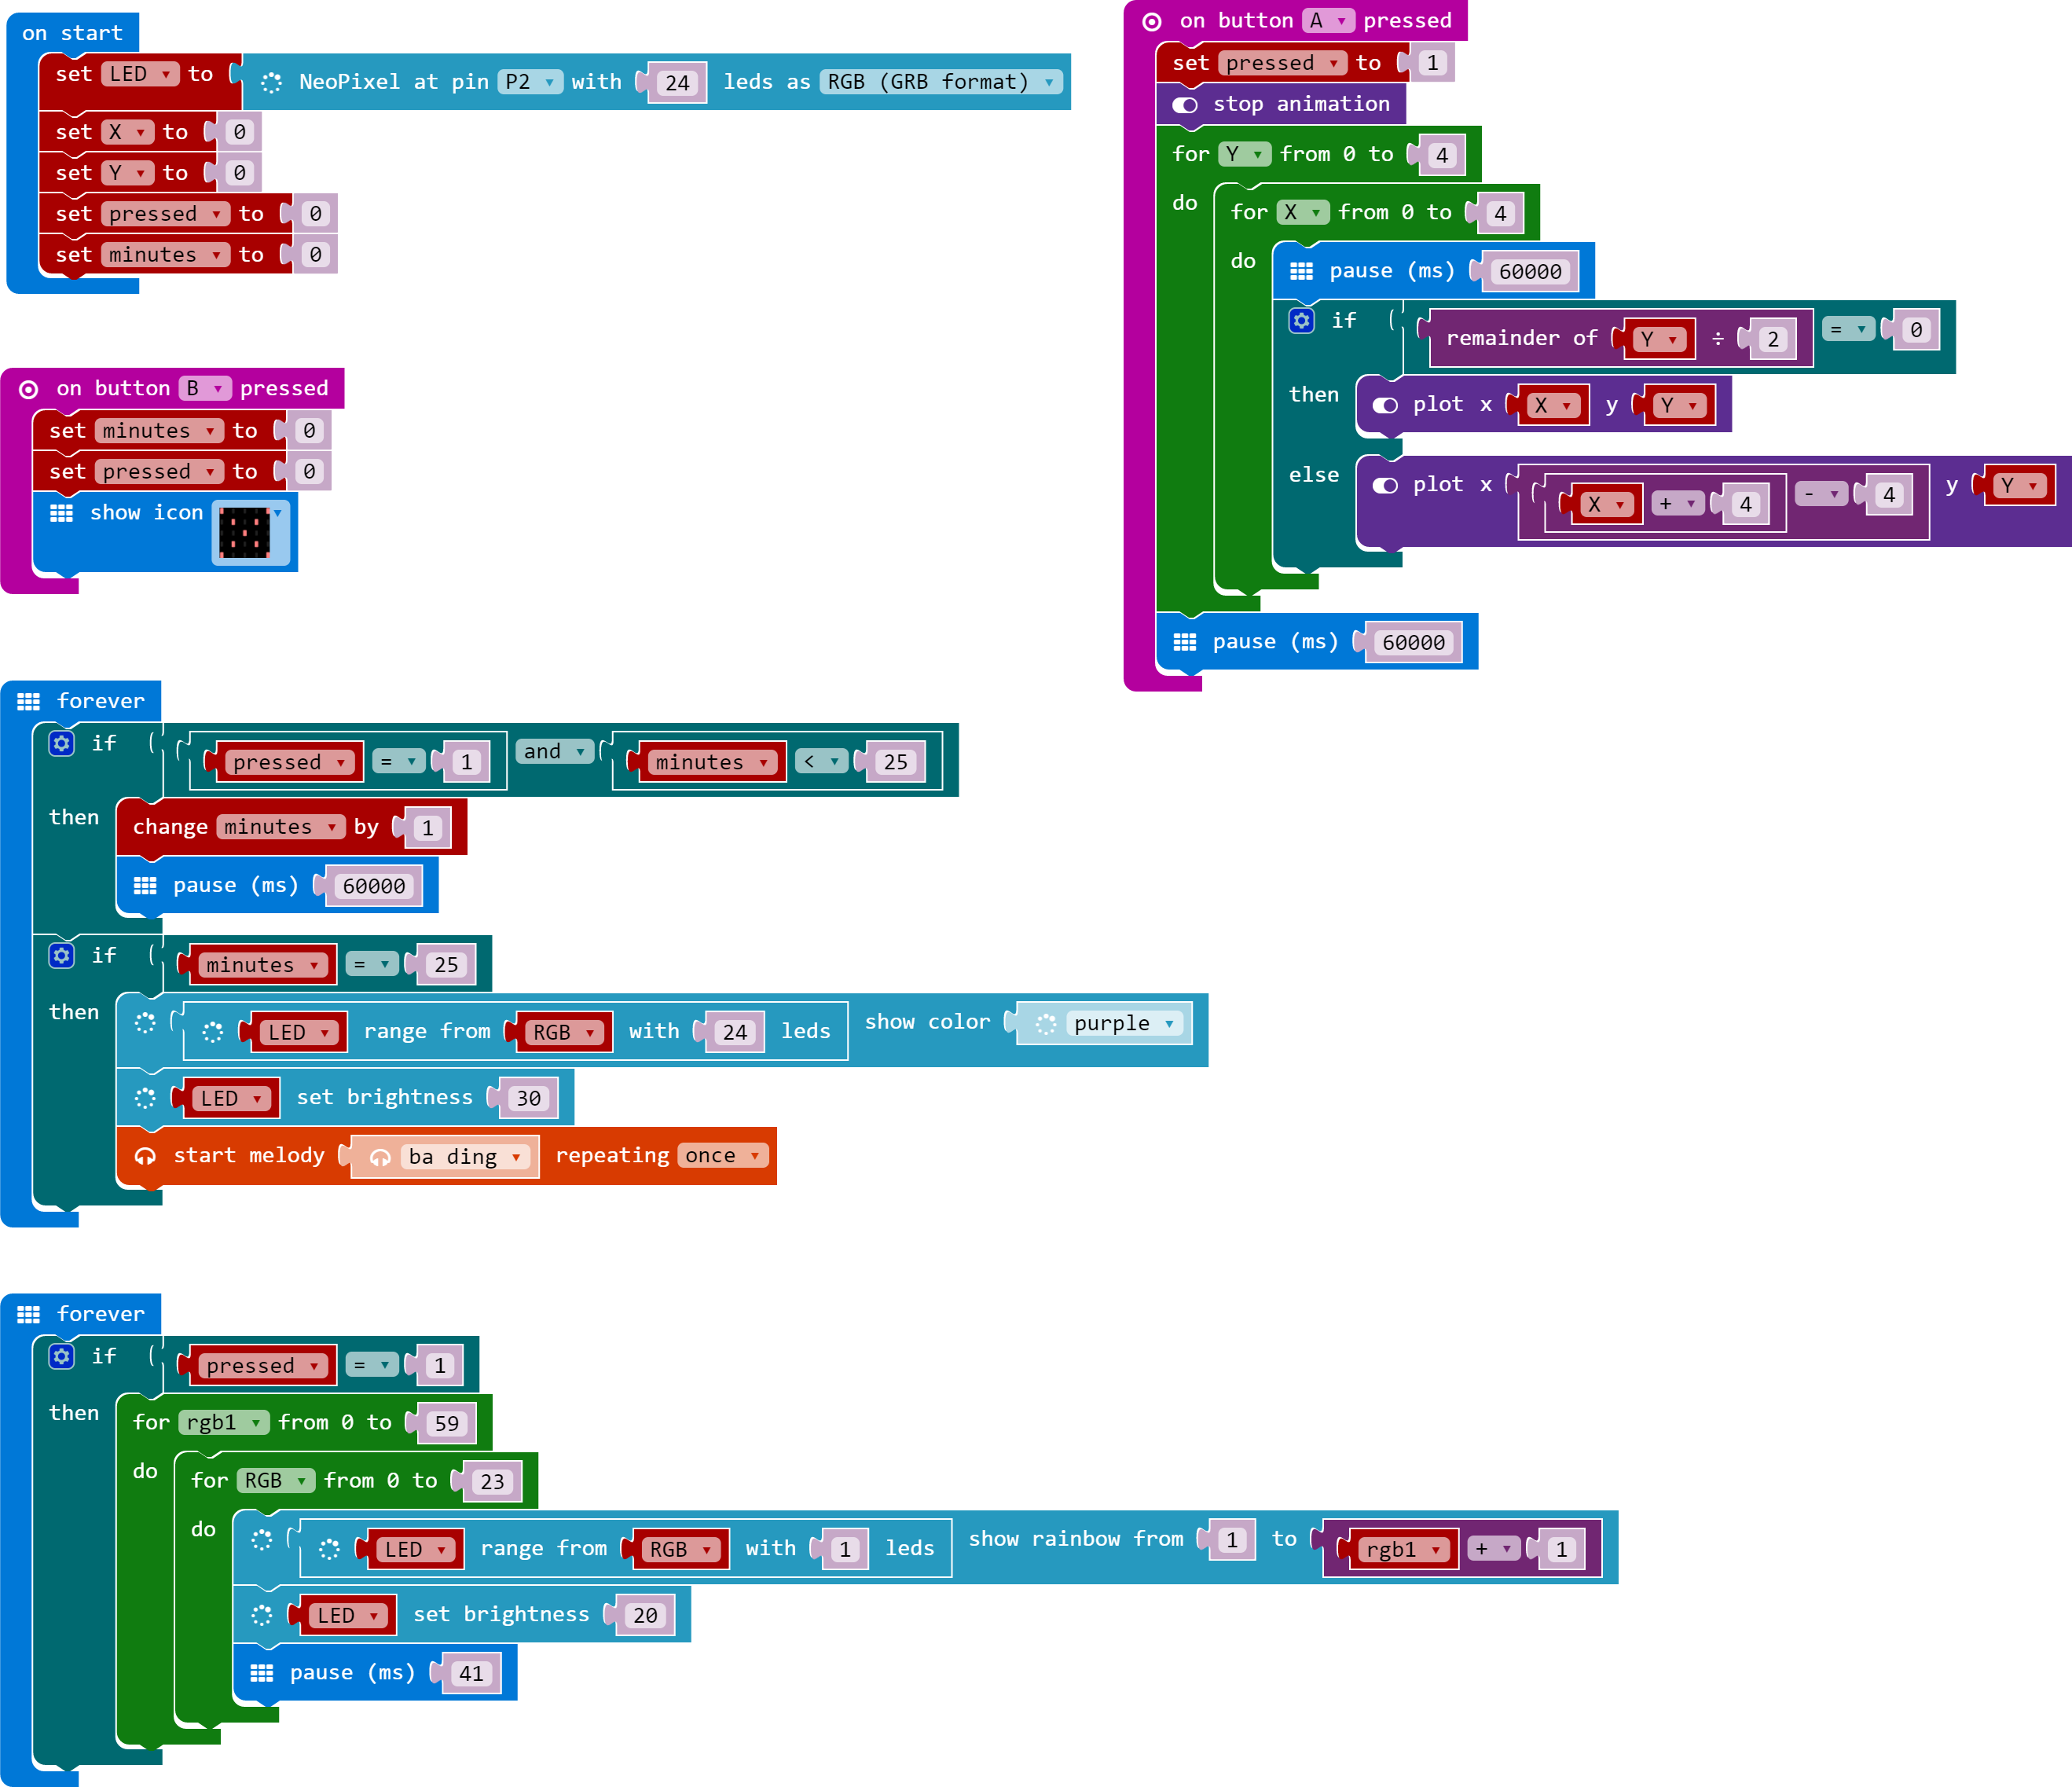 on start
set LED to NeoPixel at pin P2 with 24 leds as RGB (GRB format)
set X to 0
set Y to 0
set pressed to 0
set minutes to 0
on button B pressed
set minutes to 0
set pressed to 0
show icon
on button A pressed
set pressed to 1
stop animation
for Y from 0 to 4
do for X from 0 to 4
do pause (ms) 60000
if remainder of Y ÷ 2 = 0
then plot x X y Y
else plot x X + 4 - 4 y Y
pause (ms) 60000
forever
if pressed = 1 and minutes < 25
then change minutes by 1
pause (ms) 60000
if minutes = 25
then LED range from RGB with 24 leds show color purple
LED set brightness 30
start melody ba ding repeating once
forever
if pressed = 1
then for rgb1 from 0 to 59
do for RGB from 0 to 23
do LED range from RGB with 1 leds show rainbow from 1 to rgb1 + 1
LED set brightness 20
pause (ms) 41